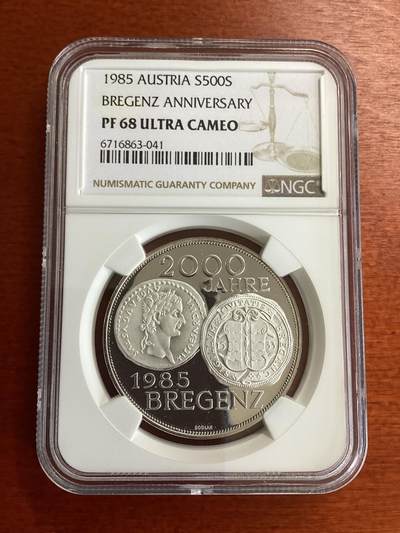 1985 AUSTRIA S500S
BREGENZ ANNIVERSARY
PF 68 ULTRA CAMEO
6716863-041
NUMISMATIC GUARANTY COMPANY
NGC
2000
JAHRE
1985
BREGENZ